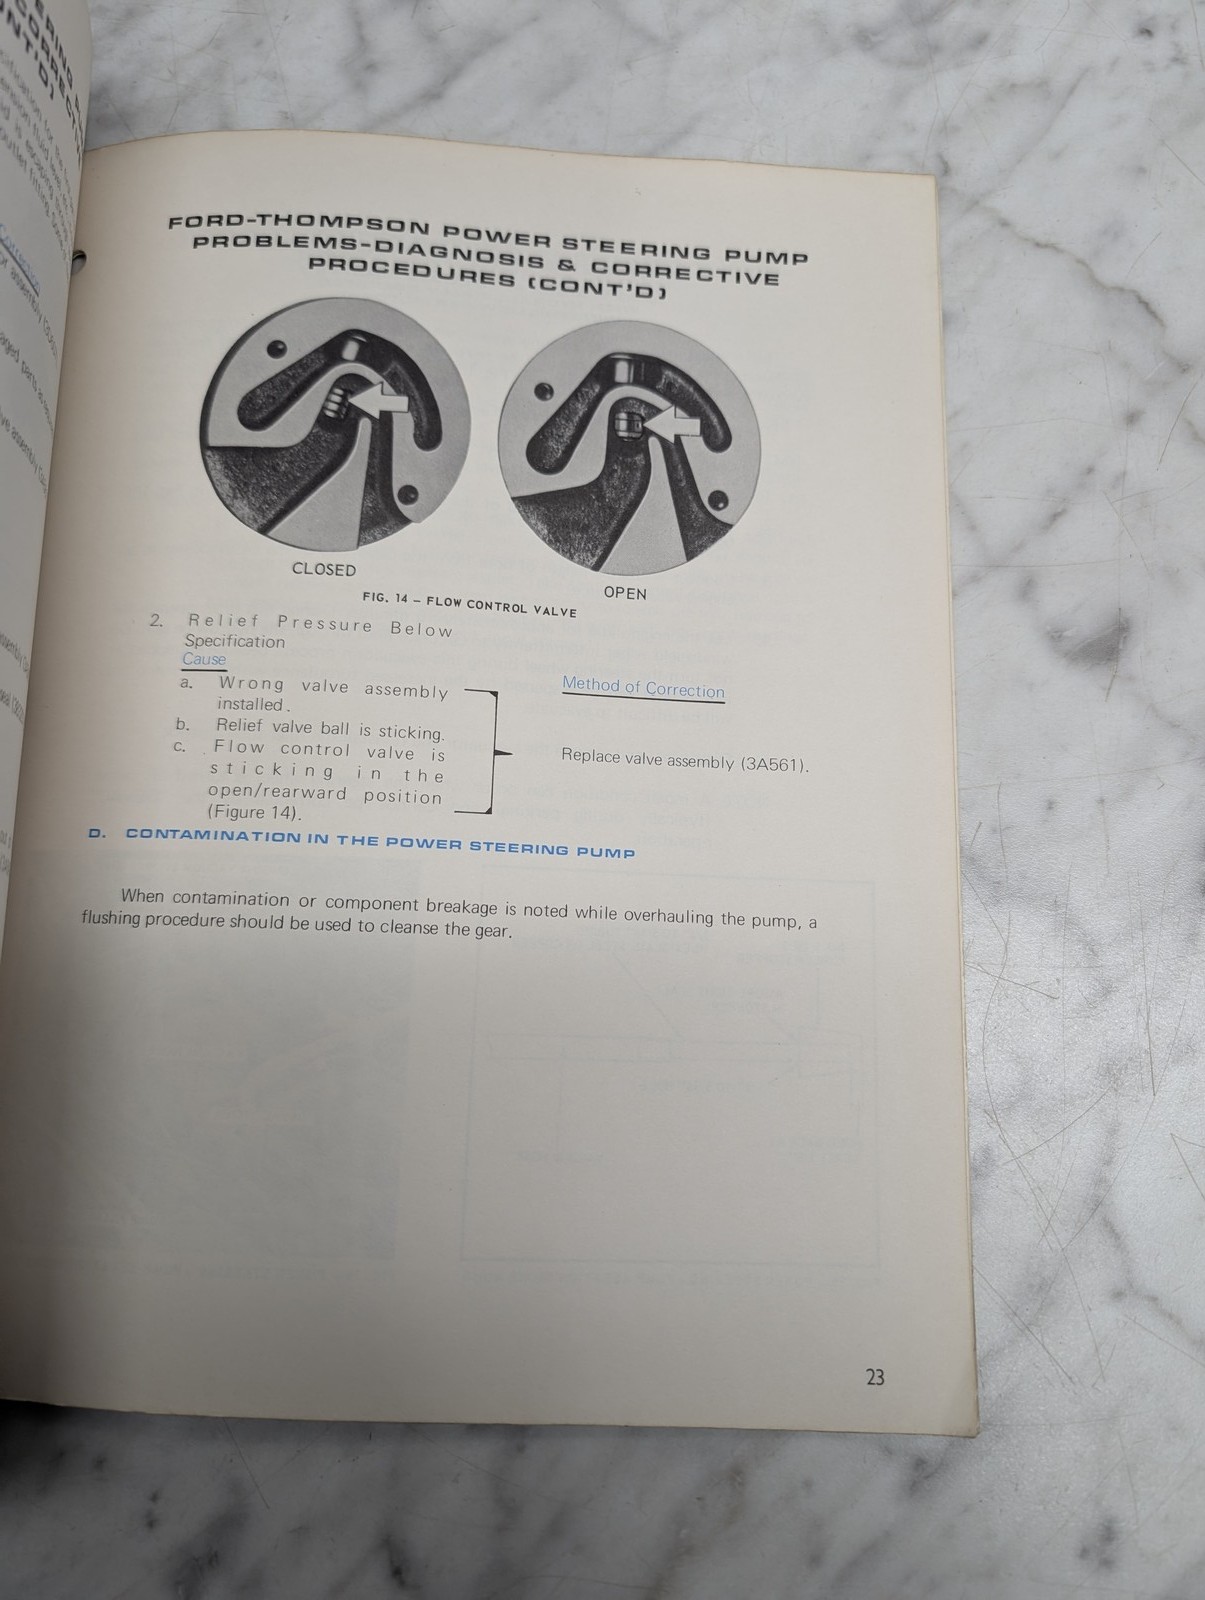 FORD-THOMPSON POWER STEERING PUMP
PROBLEMS-DIAGNOSIS & CORRECTIVE
PROCEDURES (CONT'D)
CLOSED
OPEN
FIG. 14 – FLOW CONTROL VALVE
2. Relief Pressure Below
Specification
Cause
Method of Correction
a. Wrong valve assembly
installed.
b. Relief valve ball is sticking.
c. Flow control valve is
sticking in the
open/rearward position
(Figure 14).
Replace valve assembly (3A561).
D. CONTAMINATION IN THE POWER STEERING PUMP
When contamination or component breakage is noted while overhauling the pump, a
flushing procedure should be used to cleanse the gear.
23